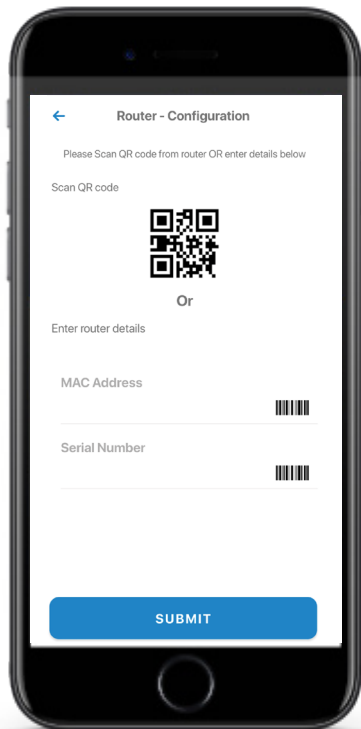 Router - Configuration
Please Scan QR code from router OR enter details below
Scan QR code
Or
Enter router details
MAC Address
Serial Number
SUBMIT